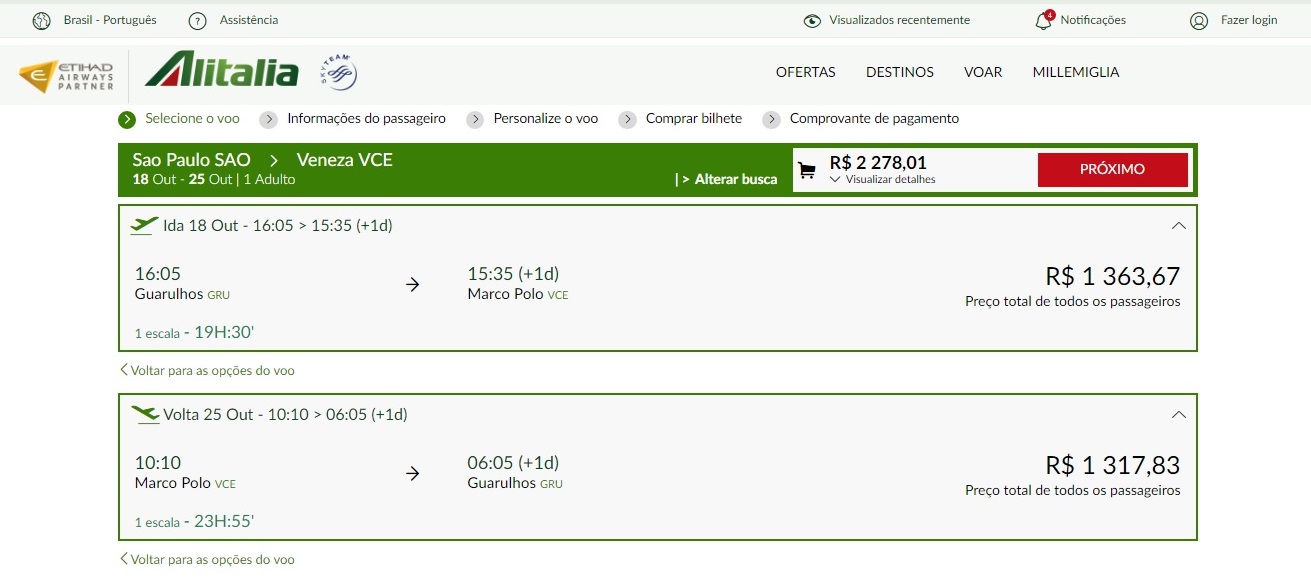 Brasil - Português
Assistência
Visualizados recentemente
4
Notificações
Fazer login
ETIHAD
AIRWAYS
PARTNER
Alitalia
SKYTEAM
OFERTAS
DESTINOS
VOAR
MILLEMIGLIA
Selecione o voo
Informações do passageiro
Personalize o voo
Comprar bilhete
Comprovante de pagamento
Sao Paulo SAO > Veneza VCE
18 Out - 25 Out | 1 Adulto
| > Alterar busca
R$ 2 278,01
Visualizar detalhes
PRÓXIMO
Ida 18 Out - 16:05 > 15:35 (+1d)
16:05
Guarulhos GRU
15:35 (+1d)
Marco Polo VCE
R$ 1 363,67
Preço total de todos os passageiros
1 escala - 19H:30'
Voltar para as opções do voo
Volta 25 Out - 10:10 > 06:05 (+1d)
10:10
Marco Polo VCE
06:05 (+1d)
Guarulhos GRU
R$ 1 317,83
Preço total de todos os passageiros
1 escala - 23H:55'
Voltar para as opções do voo